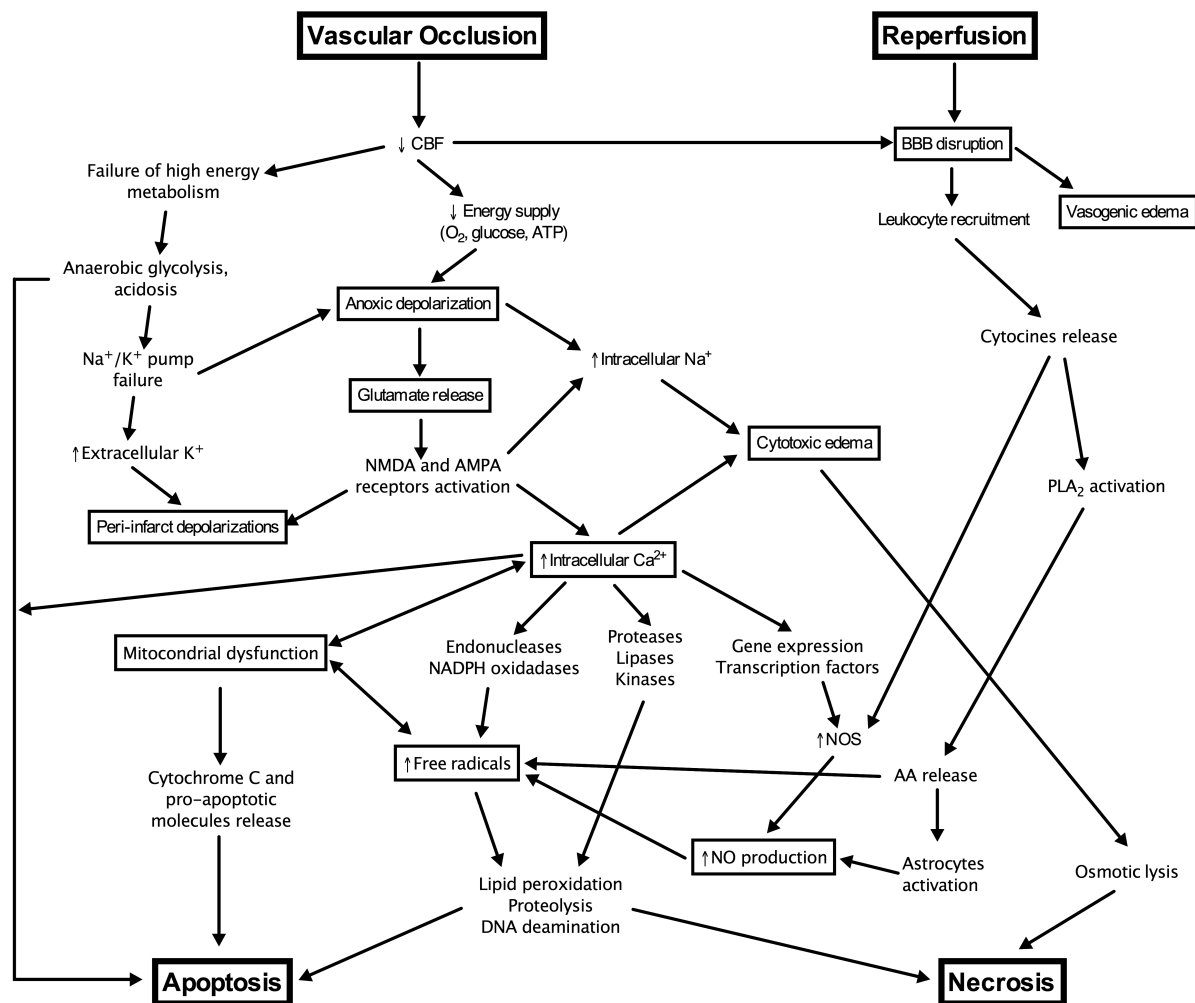 Vascular Occlusion
Reperfusion
↓ CBF
BBB disruption
Failure of high energy
metabolism
↓ Energy supply
(O₂, glucose, ATP)
Leukocyte recruitment
Vasogenic edema
Anaerobic glycolysis,
acidosis
Anoxic depolarization
Cytocines release
Na⁺/K⁺ pump
failure
↑Intracellular Na⁺
Glutamate release
↑Extracellular K⁺
Cytotoxic edema
NMDA and AMPA
receptors activation
PLA₂ activation
Peri-infarct depolarizations
↑Intracellular Ca²⁺
Mitocondrial dysfunction
Endonucleases
NADPH oxidadases
Proteases
Lipases
Kinases
Gene expression
Transcription factors
↑NOS
↑Free radicals
AA release
Cytochrome C and
pro-apoptotic
molecules release
↑NO production
Astrocytes
activation
Osmotic lysis
Lipid peroxidation
Proteolysis
DNA deamination
Apoptosis
Necrosis